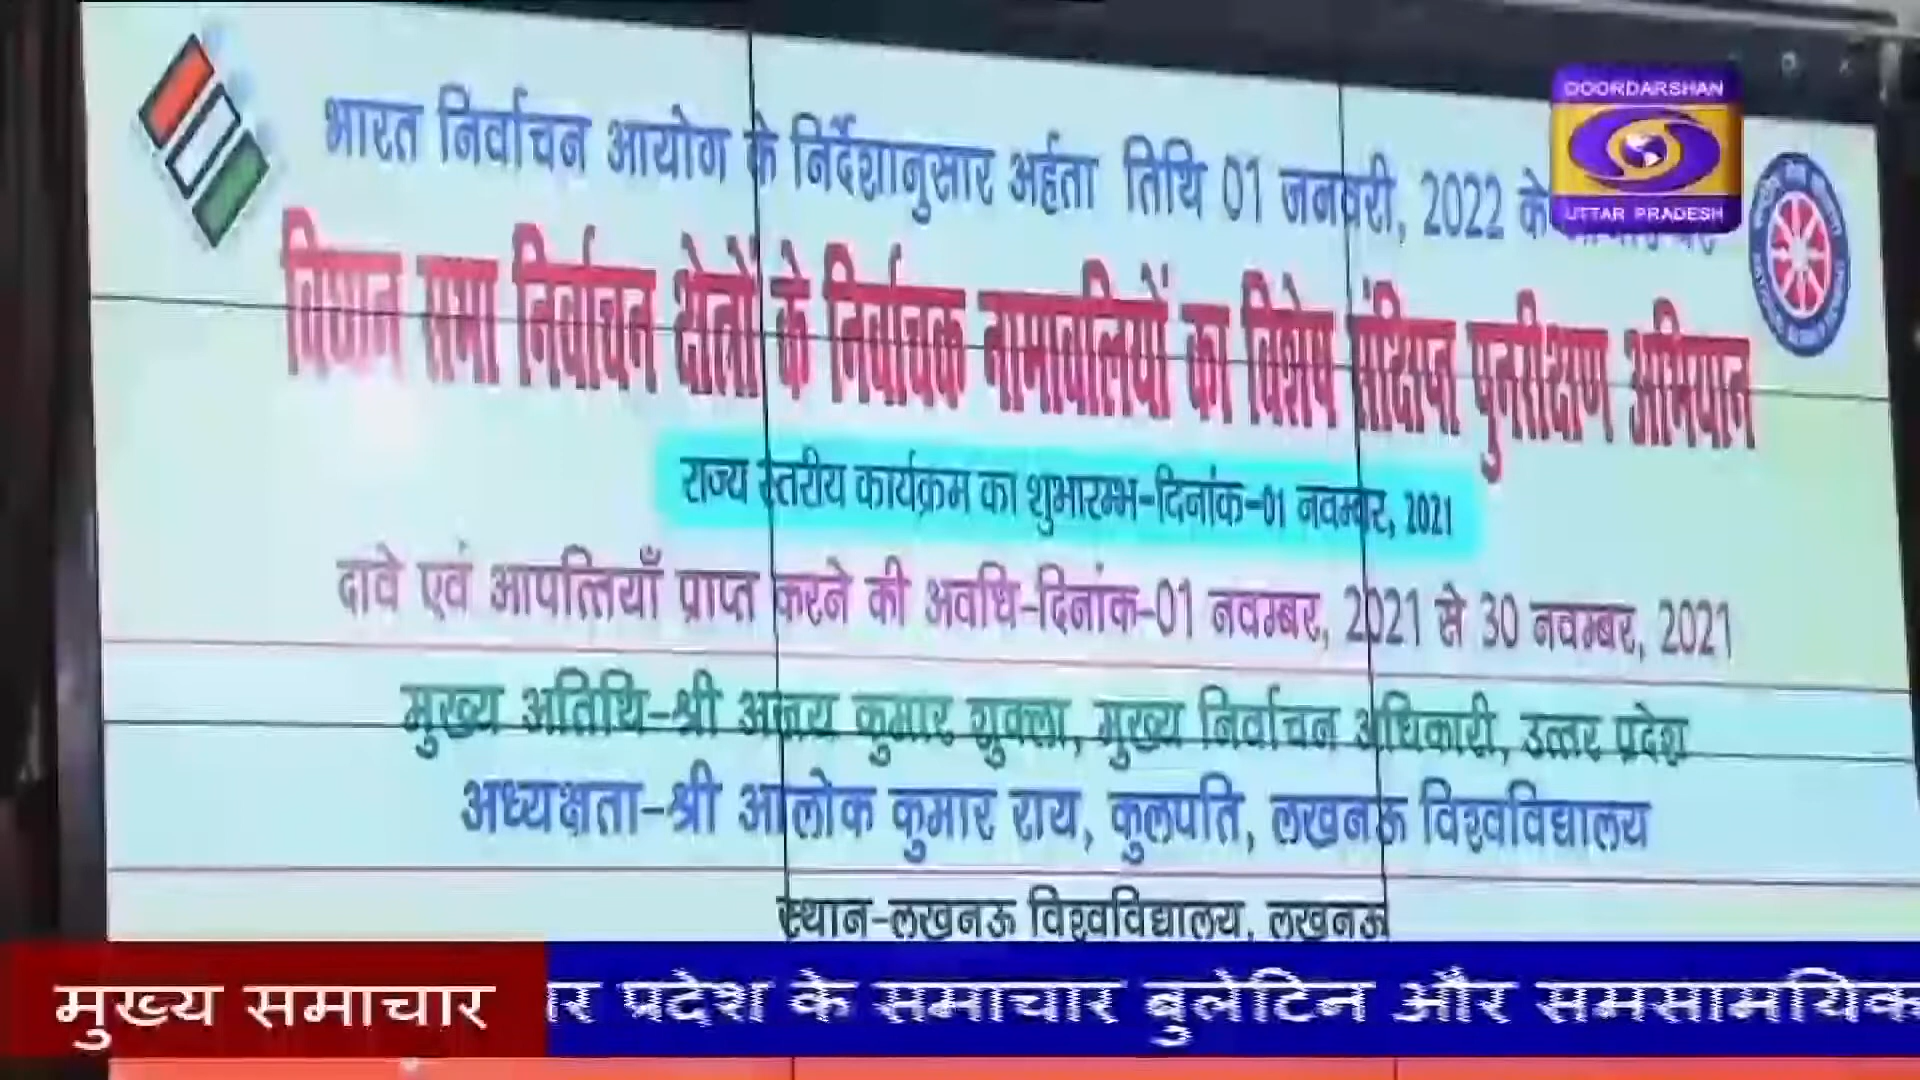 DOORDARSHAN
UTTAR PRADESH
भारत निर्वाचन आयोग के निर्देशानुसार अर्हता तिथि 01 जनवरी, 2022 के
विधान सभा निर्वाचन क्षेत्रों के निर्वाचक नामावलियों का विशेष संक्षिप्त पुनरीक्षण अभियान
राज्य स्तरीय कार्यक्रम का शुभारम्भ-दिनांक-01 नवम्बर, 2021
दावे एवं आपत्तियाँ प्राप्त करने की अवधि-दिनांक-01 नवम्बर, 2021 से 30 नवम्बर, 2021
मुख्य अतिथि-श्री अजय कुमार शुक्ला, मुख्य निर्वाचन अधिकारी, उत्तर प्रदेश
अध्यक्षता-श्री आलोक कुमार राय, कुलपति, लखनऊ विश्वविद्यालय
स्थान-लखनऊ विश्वविद्यालय, लखनऊ
मुख्य समाचार
प्रदेश के समाचार बुलेटिन और समसामयिक